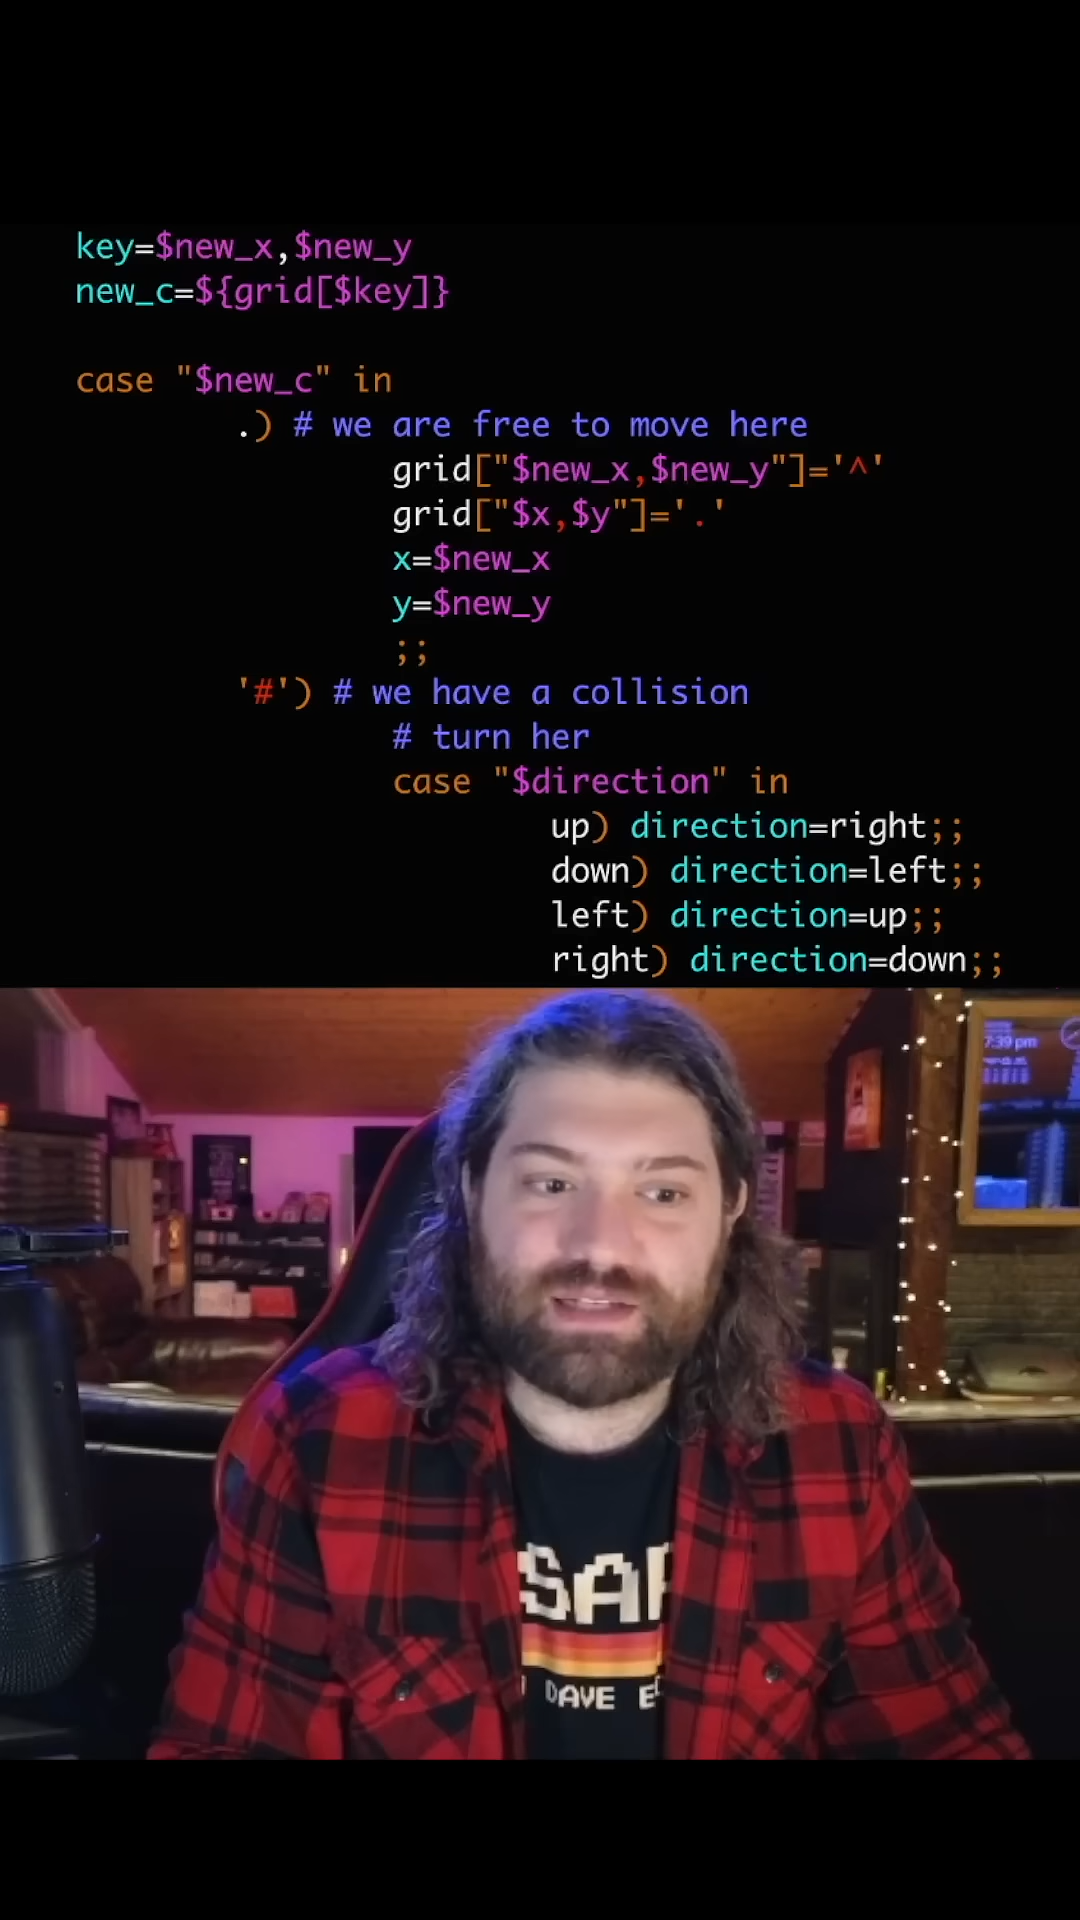 key=$new_x,$new_y
new_c=${grid[$key]}
case "$new_c" in
.) # we are free to move here
grid["$new_x,$new_y"]='^'
grid["$x,$y"]='.'
x=$new_x
y=$new_y
;;
'#') # we have a collision
# turn her
case "$direction" in
up) direction=right;;
down) direction=left;;
left) direction=up;;
right) direction=down;;
7:39 pm
SAR
DAVE